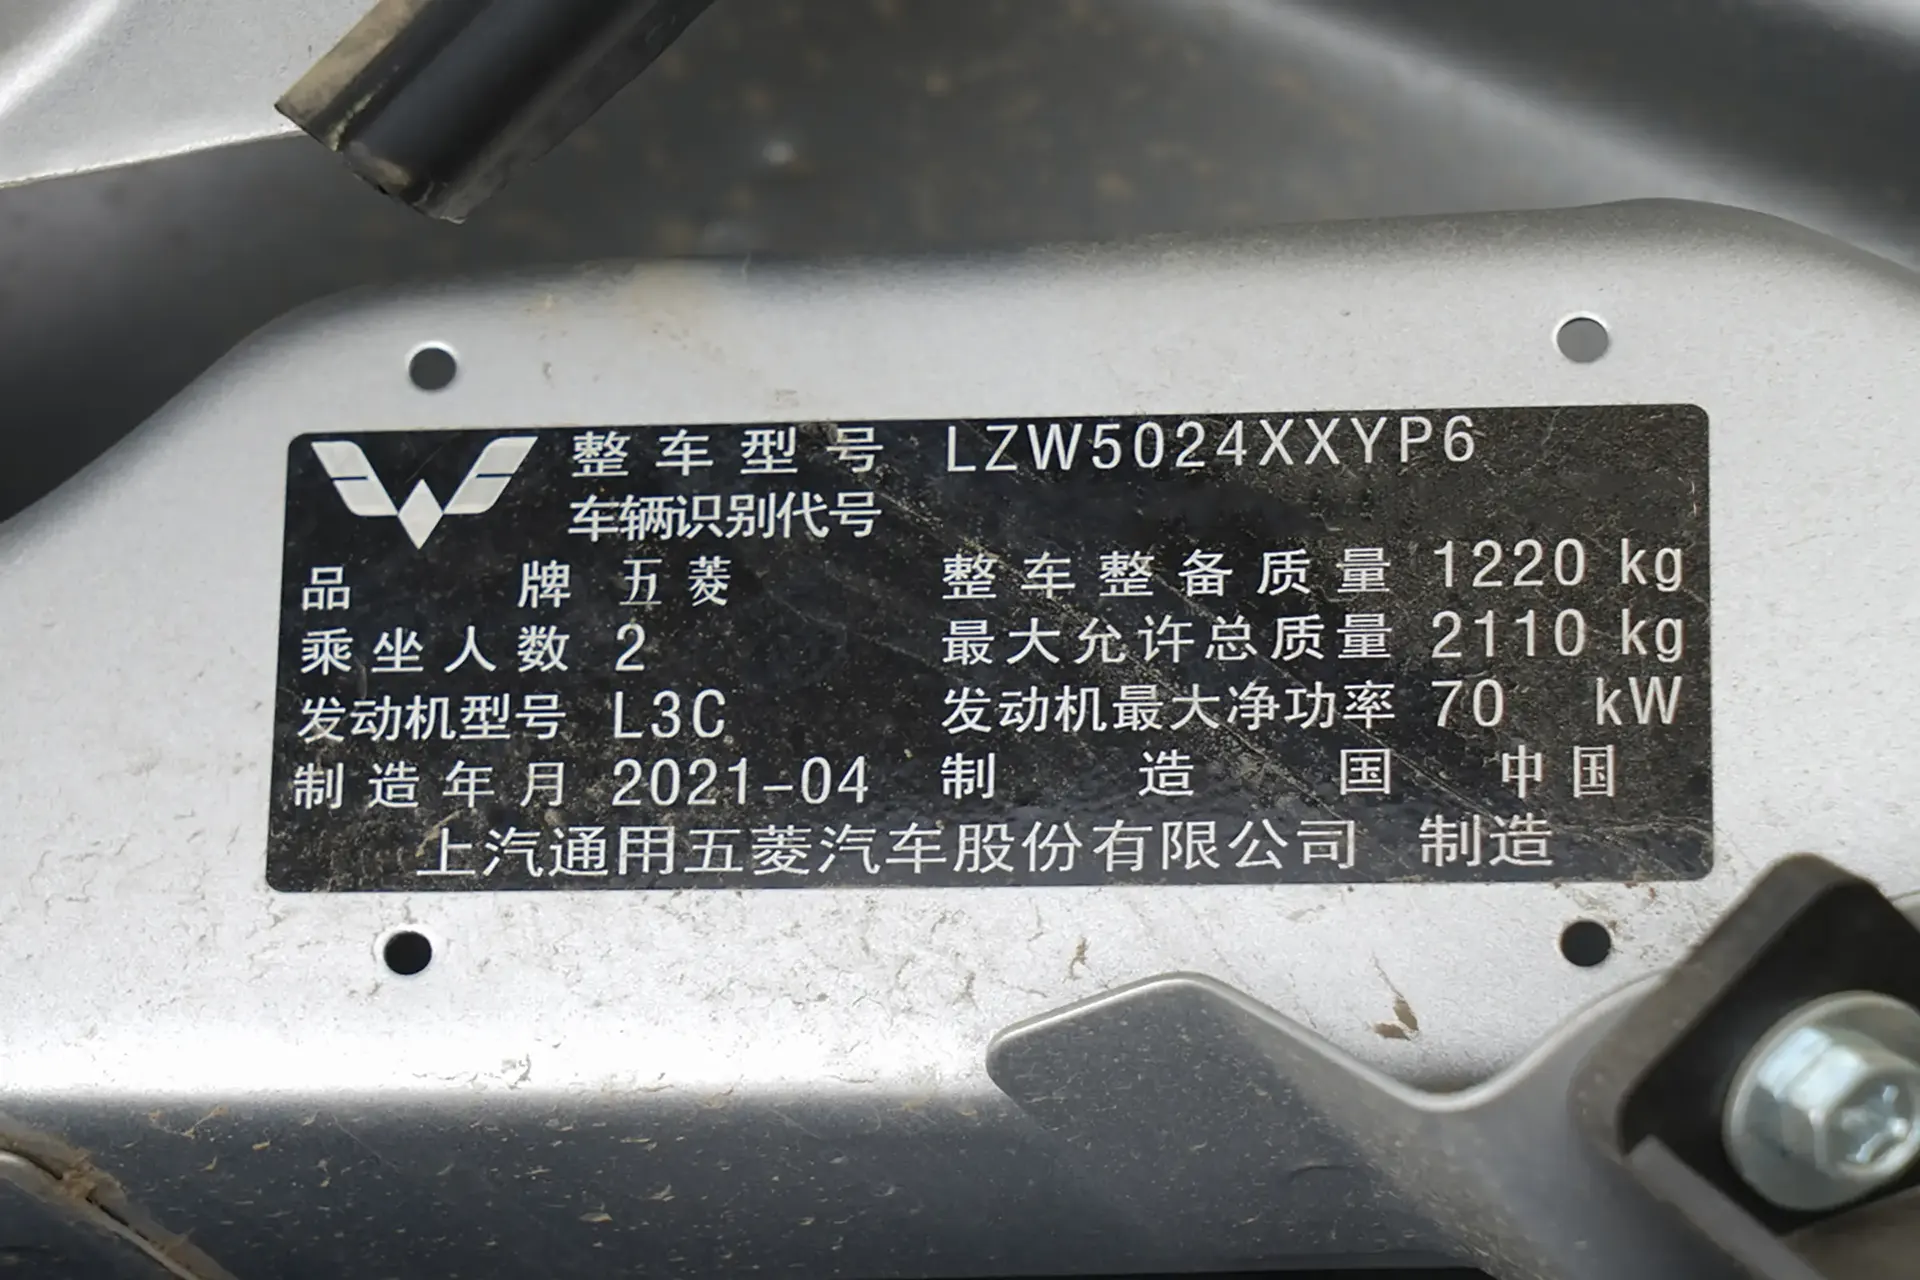 整车型号 LZW5024XXYP6
车辆识别代号
品牌 五菱 整车整备质量 1220 kg
乘坐人数 2 最大允许总质量 2110 kg
发动机型号 L3C 发动机最大净功率 70 kW
制造年月 2021-04 制造国 中国
上汽通用五菱汽车股份有限公司 制造